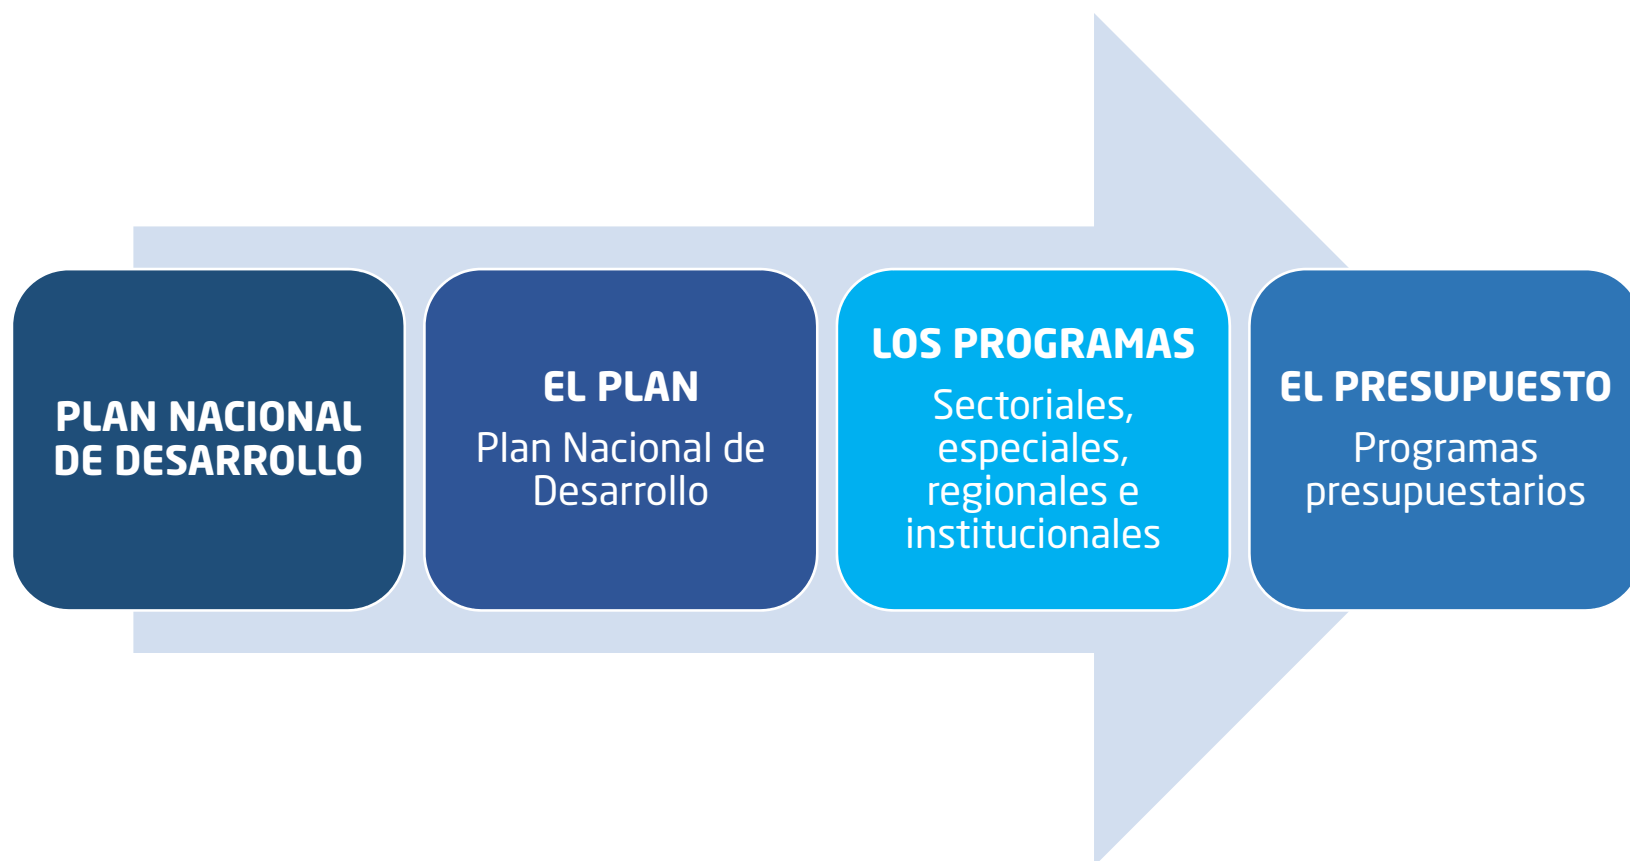 PLAN NACIONAL
DE DESARROLLO
EL PLAN
Plan Nacional de
Desarrollo
LOS PROGRAMAS
Sectoriales,
especiales,
regionales e
institucionales
EL PRESUPUESTO
Programas
presupuestarios